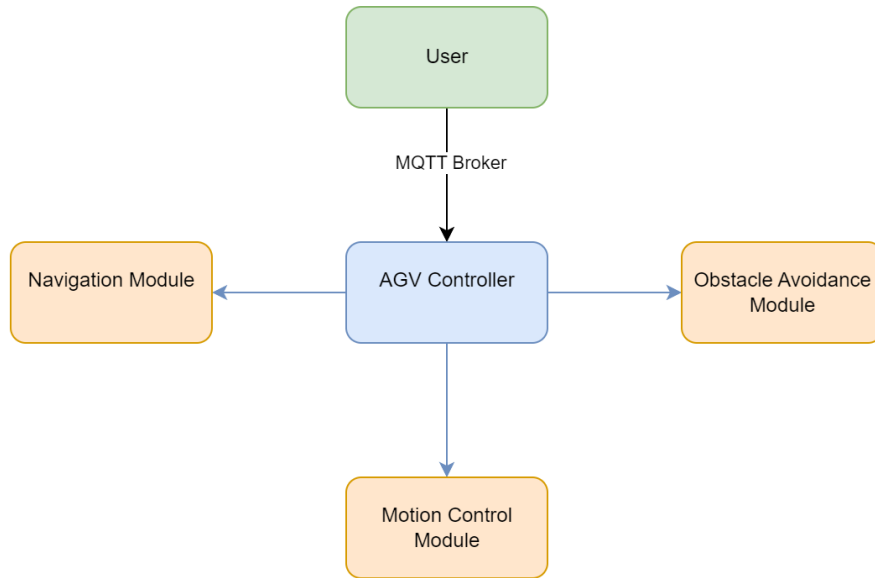 User
MQTT Broker
Navigation Module
AGV Controller
Obstacle Avoidance
Module
Motion Control
Module